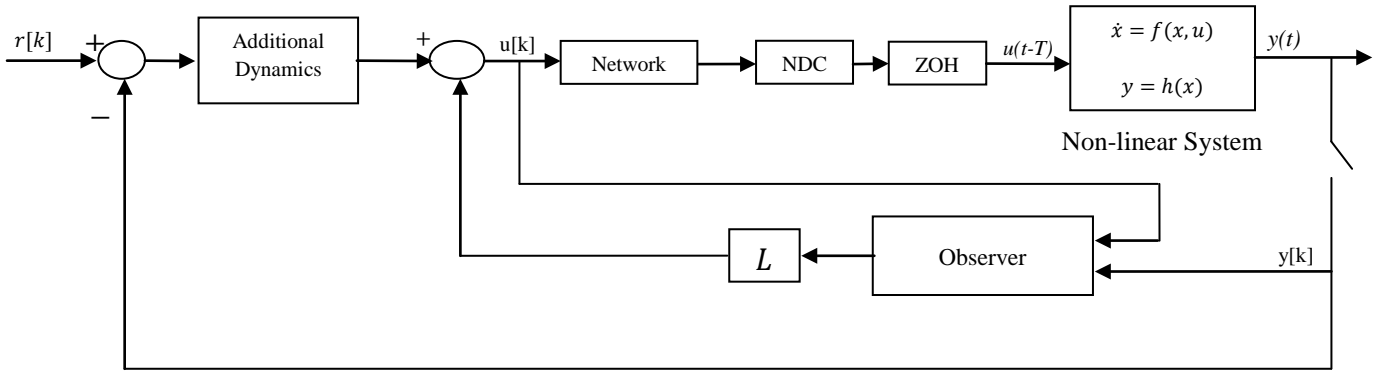 r[k]
+
−
Additional
Dynamics
+
u[k]
Network
NDC
ZOH
u(t-T)
ẋ = f(x, u)
y = h(x)
y(t)
Non-linear System
L
Observer
y[k]